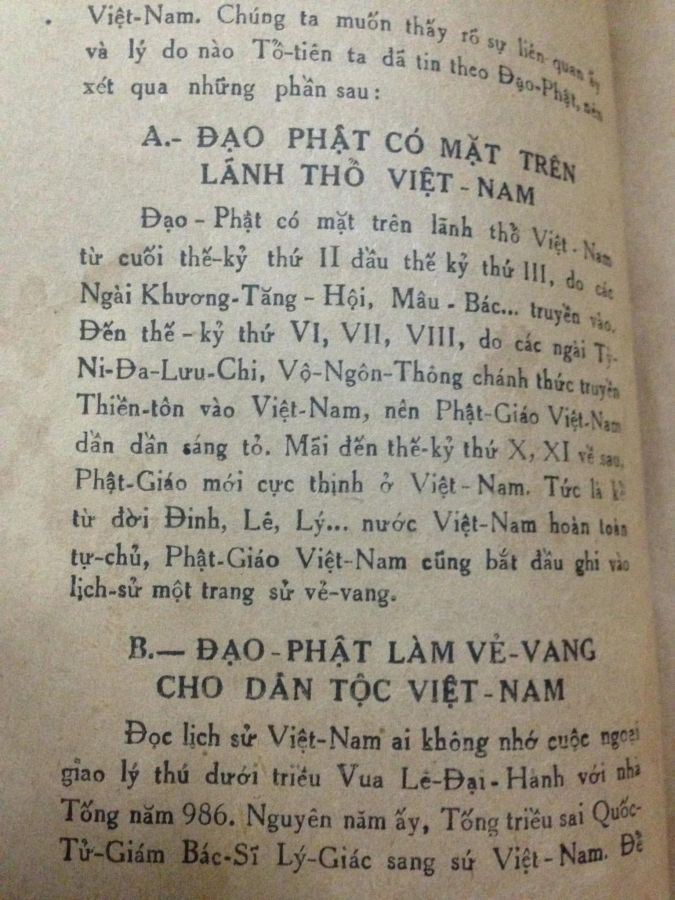 Việt-Nam. Chúng ta muốn thấy rõ sự liên quan ấy
và lý do nào Tổ-tiên ta đã tin theo Đạo-Phật, nên
xét qua những phần sau :
A.- ĐẠO PHẬT CÓ MẶT TRÊN
LÃNH THỔ VIỆT - NAM
Đạo - Phật có mặt trên lãnh thổ Việt - Nam
từ cuối thế-kỷ thứ II đầu thế kỷ thứ III, do các
Ngài Khương-Tăng - Hội, Mâu - Bác... truyền vào.
Đến thế - kỷ thứ VI, VII, VIII, do các ngài Tỳ-
Ni-Đa-Lưu-Chi, Vô-Ngôn-Thông chánh thức truyền
Thiền-tôn vào Việt-Nam, nên Phật-Giáo Việt-Nam
dần dần sáng tỏ. Mãi đến thế-kỷ thứ X, XI về sau,
Phật-Giáo mới cực thịnh ở Việt - Nam. Tức là kể
từ đời Đinh, Lê, Lý... nước Việt-Nam hoàn toàn
tự-chủ, Phật-Giáo Việt-Nam cũng bắt đầu ghi vào
lịch-sử một trang sử vẻ-vang.
B.— ĐẠO - PHẬT LÀM VẺ-VANG
CHO DÂN TỘC VIỆT - NAM
Đọc lịch sử Việt-Nam ai không nhớ cuộc ngoại
giao lý thú dưới triều Vua Lê-Đại-Hành với nhà
Tống năm 986. Nguyên năm ấy, Tống triều sai Quốc-
Tử-Giám Bác-Sĩ Lý-Giác sang sứ Việt - Nam. Để